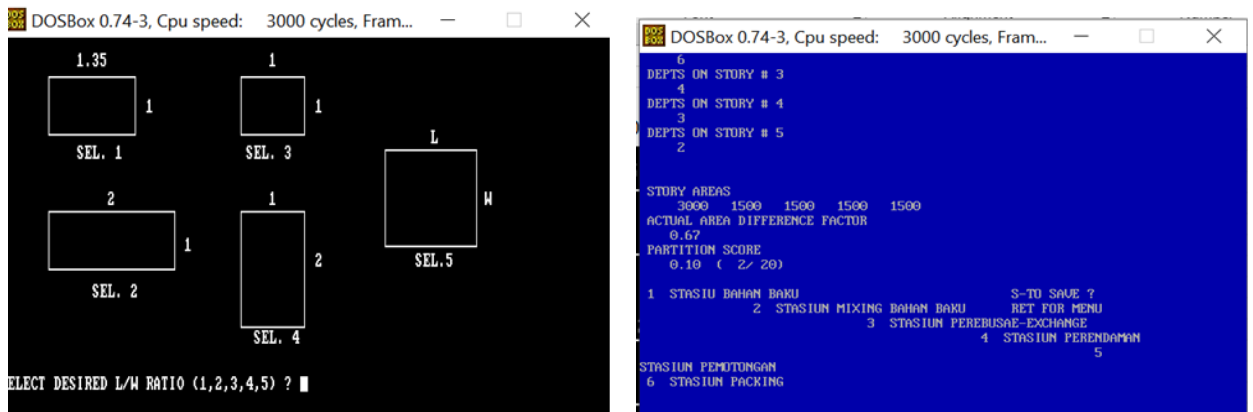 DOSBox 0.74-3, Cpu speed: 3000 cycles, Fram...
1.35
1
1
1
SEL. 1
SEL. 3
L
2
1
W
1
2
SEL. 2
SEL.5
SEL. 4
ELECT DESIRED L/W RATIO (1,2,3,4,5) ?
DOSBox 0.74-3, Cpu speed: 3000 cycles, Fram...
6
DEPTS ON STORY # 3
4
DEPTS ON STORY # 4
3
DEPTS ON STORY # 5
2
STORY AREAS
3000 1500 1500 1500 1500
ACTUAL AREA DIFFERENCE FACTOR
0.67
PARTITION SCORE
0.10 ( 2/ 20)
1 STASIU BAHAN BAKU S-TO SAVE ?
2 STASIUN MIXING BAHAN BAKU RET FOR MENU
3 STASIUN PEREBUSAE-EXCHANGE
4 STASIUN PERENDAMAN
5
STASIUN PEMOTONGAN
6 STASIUN PACKING